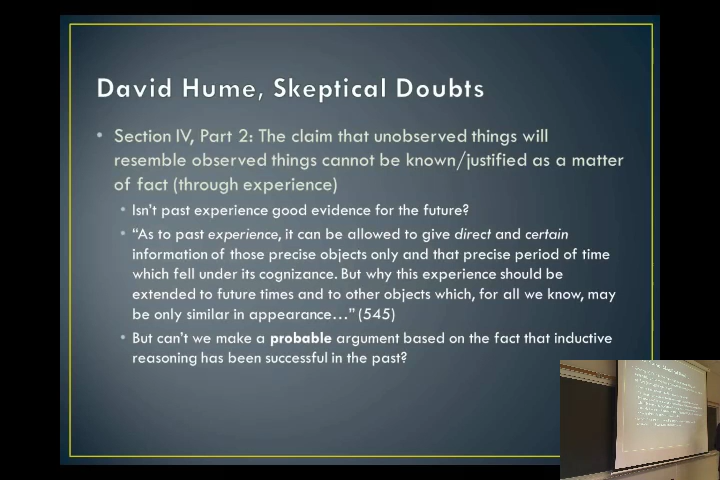 David Hume, Skeptical Doubts
• Section IV, Part 2: The claim that unobserved things will
resemble observed things cannot be known/justified as a matter
of fact (through experience)
• Isn't past experience good evidence for the future?
• “As to past experience, it can be allowed to give direct and certain
information of those precise objects only and that precise period of time
which fell under its cognizance. But why this experience should be
extended to future times and to other objects which, for all we know, may
be only similar in appearance…” (545)
• But can't we make a probable argument based on the fact that inductive
reasoning has been successful in the past?